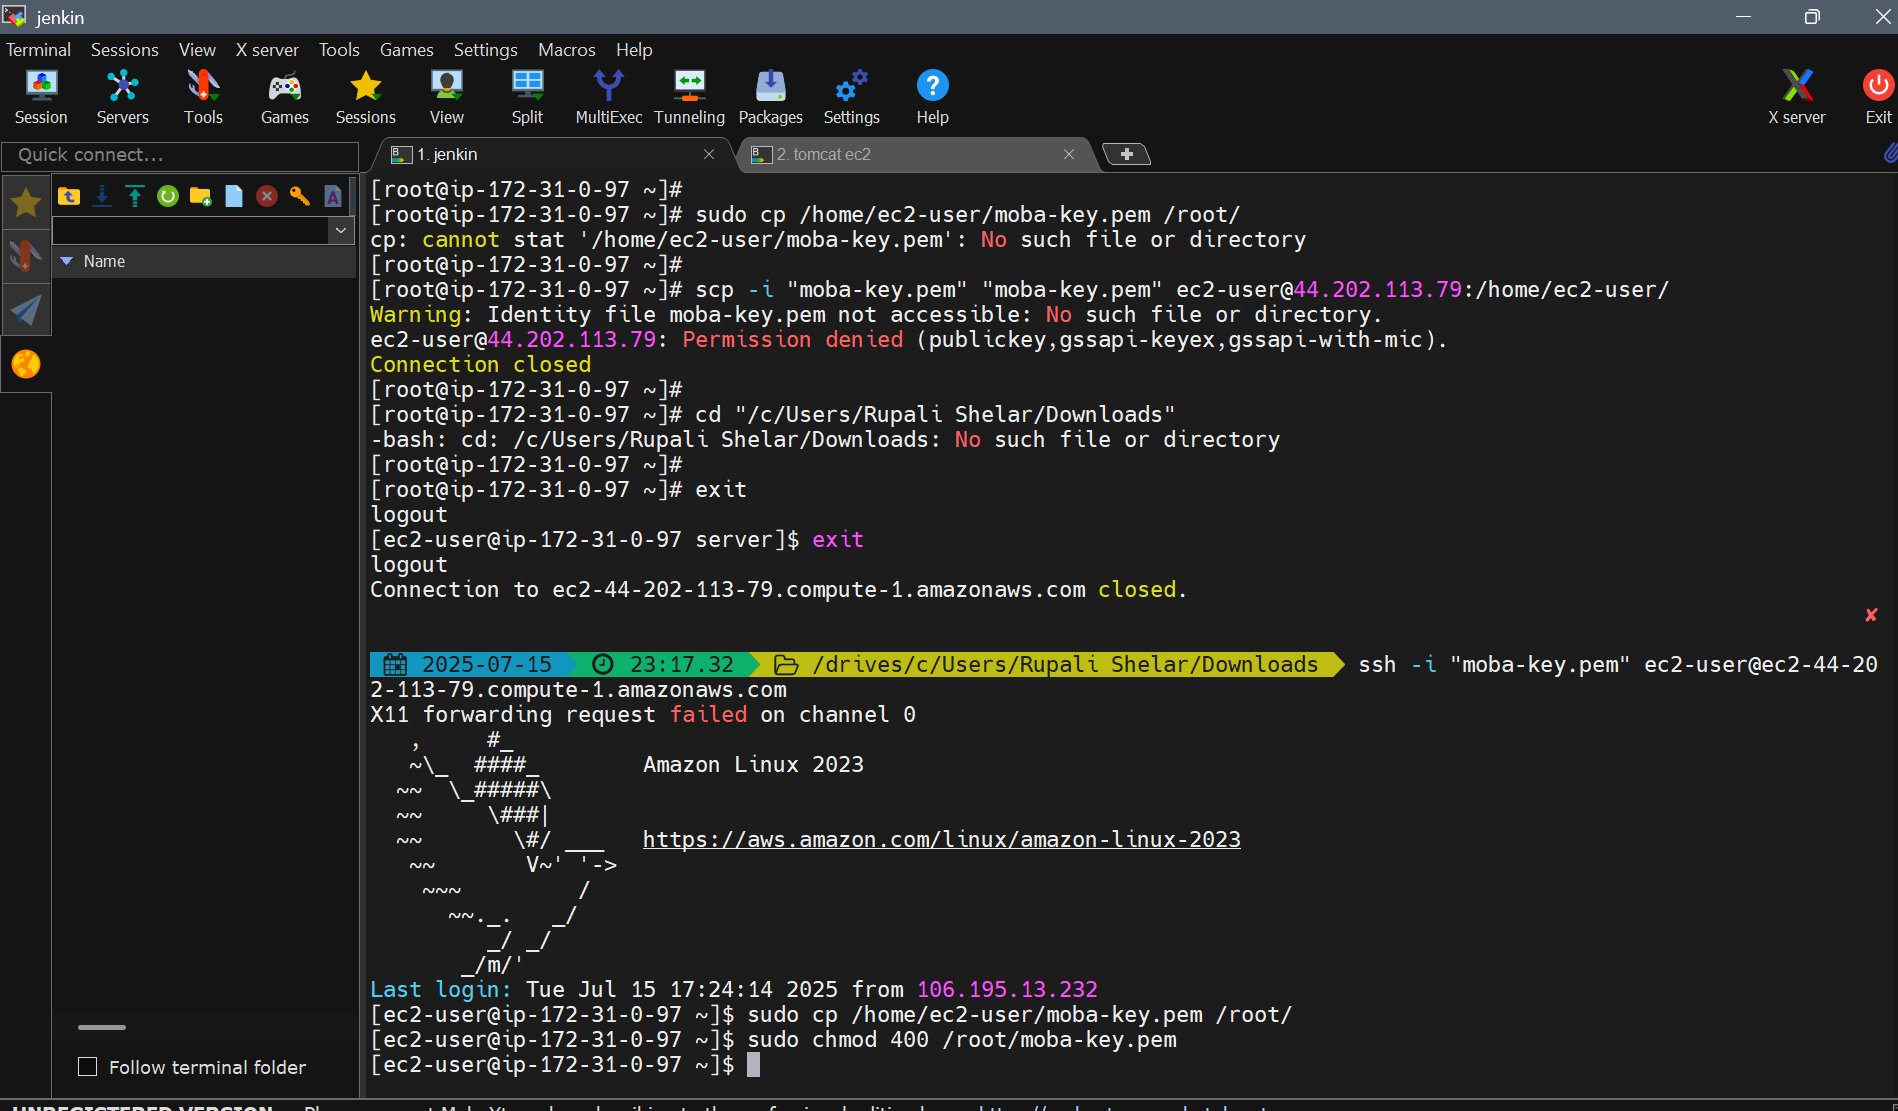 jenkin
Terminal Sessions View X server Tools Games Settings Macros Help
Session Servers Tools Games Sessions View Split MultiExec Tunneling Packages Settings Help X server Exit
Quick connect...
1. jenkin
2. tomcat ec2
Name
[root@ip-172-31-0-97 ~]#
[root@ip-172-31-0-97 ~]# sudo cp /home/ec2-user/moba-key.pem /root/
cp: cannot stat '/home/ec2-user/moba-key.pem': No such file or directory
[root@ip-172-31-0-97 ~]#
[root@ip-172-31-0-97 ~]# scp -i "moba-key.pem" "moba-key.pem" ec2-user@44.202.113.79:/home/ec2-user/
Warning: Identity file moba-key.pem not accessible: No such file or directory.
ec2-user@44.202.113.79: Permission denied (publickey,gssapi-keyex,gssapi-with-mic).
Connection closed
[root@ip-172-31-0-97 ~]#
[root@ip-172-31-0-97 ~]# cd "/c/Users/Rupali Shelar/Downloads"
-bash: cd: /c/Users/Rupali Shelar/Downloads: No such file or directory
[root@ip-172-31-0-97 ~]#
[root@ip-172-31-0-97 ~]# exit
logout
[ec2-user@ip-172-31-0-97 server]$ exit
logout
Connection to ec2-44-202-113-79.compute-1.amazonaws.com closed.
2025-07-15 23:17.32 /drives/c/Users/Rupali Shelar/Downloads ssh -i "moba-key.pem" ec2-user@ec2-44-20
2-113-79.compute-1.amazonaws.com
X11 forwarding request failed on channel 0
   ,     #_
   ~\_  ####_        Amazon Linux 2023
  ~~  \_#####\
  ~~     \###|
  ~~       \#/ ___   https://aws.amazon.com/linux/amazon-linux-2023
   ~~       V~' '->
    ~~~         /
      ~~._.   _/
         _/ _/
       _/m/'
Last login: Tue Jul 15 17:24:14 2025 from 106.195.13.232
[ec2-user@ip-172-31-0-97 ~]$ sudo cp /home/ec2-user/moba-key.pem /root/
[ec2-user@ip-172-31-0-97 ~]$ sudo chmod 400 /root/moba-key.pem
[ec2-user@ip-172-31-0-97 ~]$
Follow terminal folder
UNREGISTERED VERSION